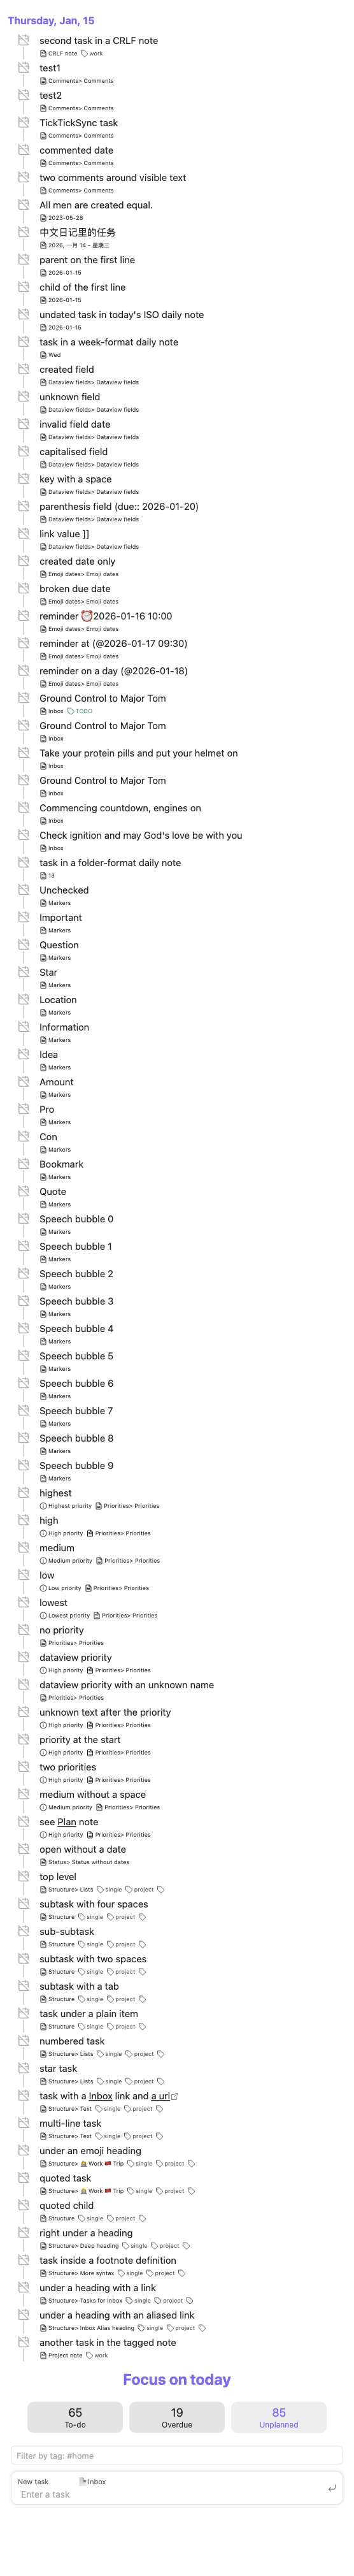 Thursday, Jan, 15
second task in a CRLF note
CRLF note work
test1
Comments> Comments
test2
Comments> Comments
TickTickSync task
Comments> Comments
commented date
Comments> Comments
two comments around visible text
Comments> Comments
All men are created equal.
2023-05-28
中文日记里的任务
2026, 一月 14 - 星期三
parent on the first line
2026-01-15
child of the first line
2026-01-15
undated task in today's ISO daily note
2026-01-15
task in a week-format daily note
Wed
created field
Dataview fields> Dataview fields
unknown field
Dataview fields> Dataview fields
invalid field date
Dataview fields> Dataview fields
capitalised field
Dataview fields> Dataview fields
key with a space
Dataview fields> Dataview fields
parenthesis field (due:: 2026-01-20)
Dataview fields> Dataview fields
link value ]]
Dataview fields> Dataview fields
created date only
Emoji dates> Emoji dates
broken due date
Emoji dates> Emoji dates
reminder ⏰2026-01-16 10:00
Emoji dates> Emoji dates
reminder at (@2026-01-17 09:30)
Emoji dates> Emoji dates
reminder on a day (@2026-01-18)
Emoji dates> Emoji dates
Ground Control to Major Tom
Inbox TODO
Ground Control to Major Tom
Inbox
Take your protein pills and put your helmet on
Inbox
Ground Control to Major Tom
Inbox
Commencing countdown, engines on
Inbox
Check ignition and may God's love be with you
Inbox
task in a folder-format daily note
13
Unchecked
Markers
Important
Markers
Question
Markers
Star
Markers
Location
Markers
Information
Markers
Idea
Markers
Amount
Markers
Pro
Markers
Con
Markers
Bookmark
Markers
Quote
Markers
Speech bubble 0
Markers
Speech bubble 1
Markers
Speech bubble 2
Markers
Speech bubble 3
Markers
Speech bubble 4
Markers
Speech bubble 5
Markers
Speech bubble 6
Markers
Speech bubble 7
Markers
Speech bubble 8
Markers
Speech bubble 9
Markers
highest
Highest priority Priorities> Priorities
high
High priority Priorities> Priorities
medium
Medium priority Priorities> Priorities
low
Low priority Priorities> Priorities
lowest
Lowest priority Priorities> Priorities
no priority
Priorities> Priorities
dataview priority
High priority Priorities> Priorities
dataview priority with an unknown name
Priorities> Priorities
unknown text after the priority
High priority Priorities> Priorities
priority at the start
High priority Priorities> Priorities
two priorities
High priority Priorities> Priorities
medium without a space
Medium priority Priorities> Priorities
see Plan note
High priority Priorities> Priorities
open without a date
Status> Status without dates
top level
Structure> Lists single project
subtask with four spaces
Structure single project
sub-subtask
Structure single project
subtask with two spaces
Structure single project
subtask with a tab
Structure single project
task under a plain item
Structure single project
numbered task
Structure> Lists single project
star task
Structure> Lists single project
task with a Inbox link and a url
Structure> Text single project
multi-line task
Structure> Text single project
under an emoji heading
Structure> Work Trip single project
quoted task
Structure> Work Trip single project
quoted child
Structure single project
right under a heading
Structure> Deep heading single project
task inside a footnote definition
Structure> More syntax single project
under a heading with a link
Structure> Tasks for Inbox single project
under a heading with an aliased link
Structure> Inbox Alias heading single project
another task in the tagged note
Project note work
Focus on today
65
To-do
19
Overdue
85
Unplanned
Filter by tag: #home
New task Inbox
Enter a task